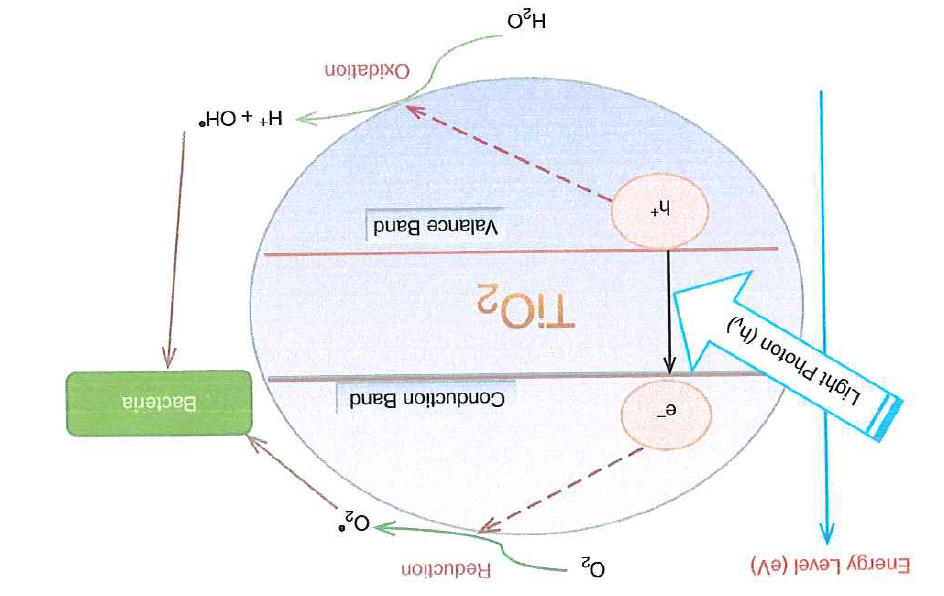 Energy Level (eV)
O₂
Reduction
O₂•
e⁻
Conduction Band
Bacteria
Light Photon (hᵥ)
TiO₂
h⁺
Valance Band
H⁺ + OH•
Oxidation
H₂O